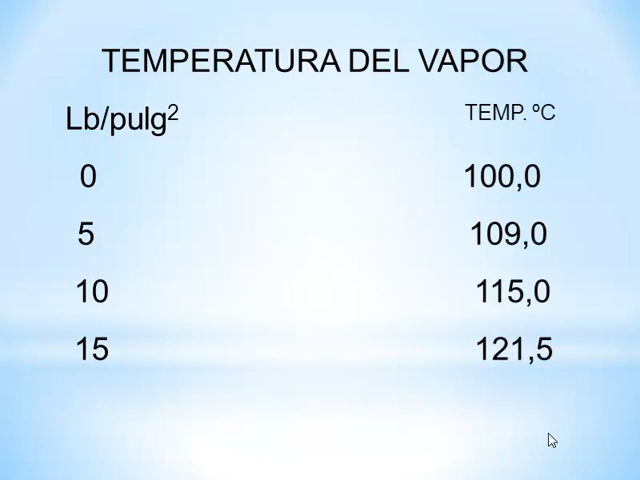 TEMPERATURA DEL VAPOR
Lb/pulg² TEMP. ºC
0 100,0
5 109,0
10 115,0
15 121,5